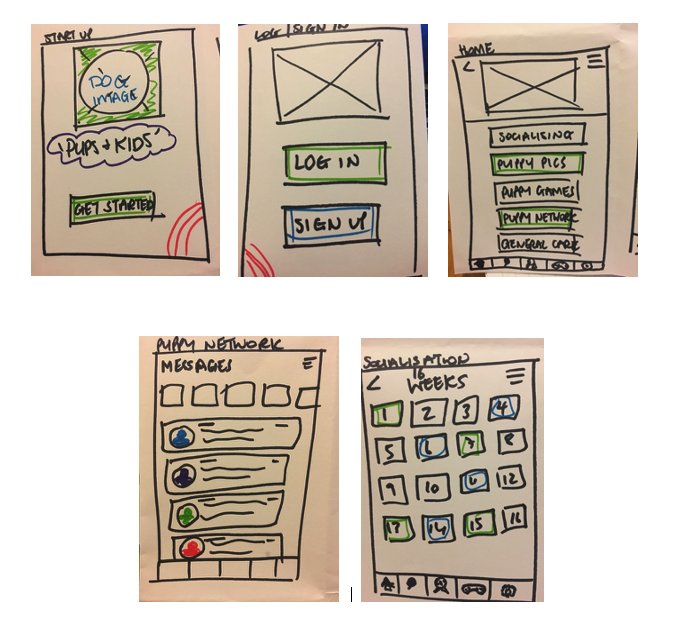 START UP
DOG
IMAGE
'PUPS + KIDS'
GET STARTED
LOG / SIGN IN
LOG IN
SIGN UP
HOME
SOCIALISING
PUPPY PICS
PUPPY GAMES
PUPPY NETWORK
GENERAL CARE
PUPPY NETWORK
MESSAGES
SOCIALISATION
16
WEEKS
1 2 3 4
5 6 7 8
9 10 11 12
13 14 15 16